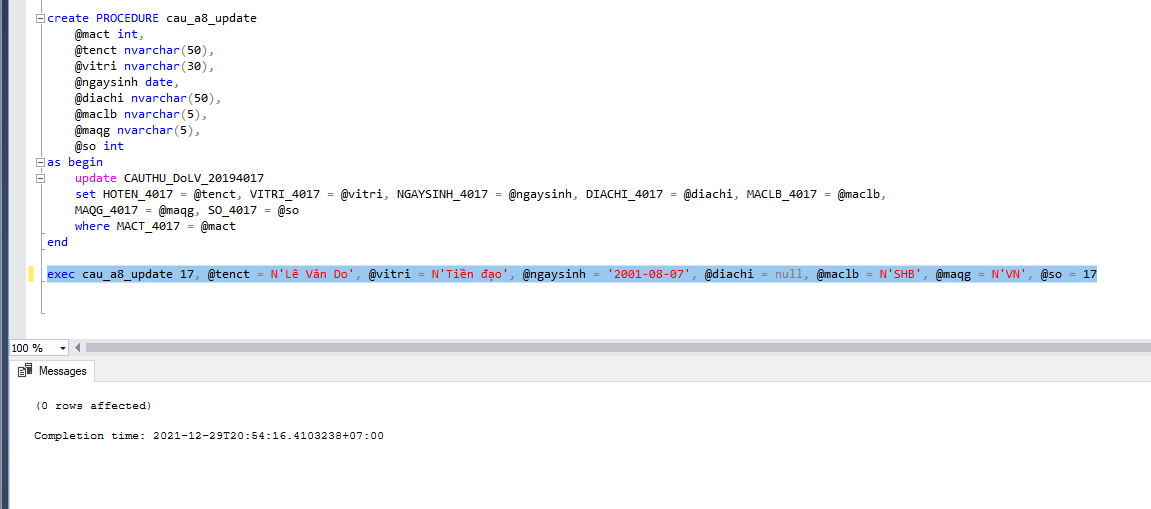 create PROCEDURE cau_a8_update
@mact int,
@tenct nvarchar(50),
@vitri nvarchar(30),
@ngaysinh date,
@diachi nvarchar(50),
@maclb nvarchar(5),
@maqg nvarchar(5),
@so int
as begin
update CAUTHU_DoLV_20194017
set HOTEN_4017 = @tenct, VITRI_4017 = @vitri, NGAYSINH_4017 = @ngaysinh, DIACHI_4017 = @diachi, MACLB_4017 = @maclb,
MAQG_4017 = @maqg, SO_4017 = @so
where MACT_4017 = @mact
end
exec cau_a8_update 17, @tenct = N'Lê Văn Do', @vitri = N'Tiền đạo', @ngaysinh = '2001-08-07', @diachi = null, @maclb = N'SHB', @maqg = N'VN', @so = 17
100 %
Messages
(0 rows affected)
Completion time: 2021-12-29T20:54:16.4103238+07:00